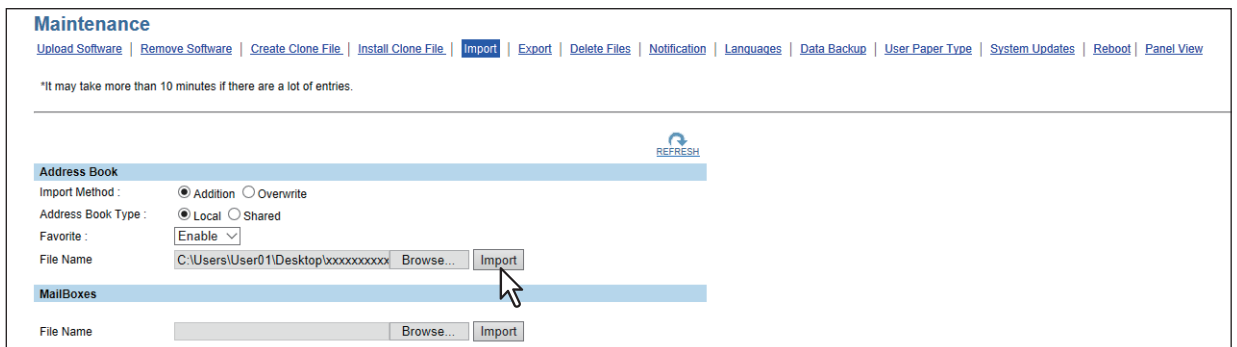 Maintenance
Upload Software | Remove Software | Create Clone File | Install Clone File | Import | Export | Delete Files | Notification | Languages | Data Backup | User Paper Type | System Updates | Reboot | Panel View
*It may take more than 10 minutes if there are a lot of entries.
REFRESH
Address Book
Import Method : Addition Overwrite
Address Book Type : Local Shared
Favorite : Enable
File Name C:\Users\User01\Desktop\xxxxxxxxxx Browse... Import
MailBoxes
File Name Browse... Import